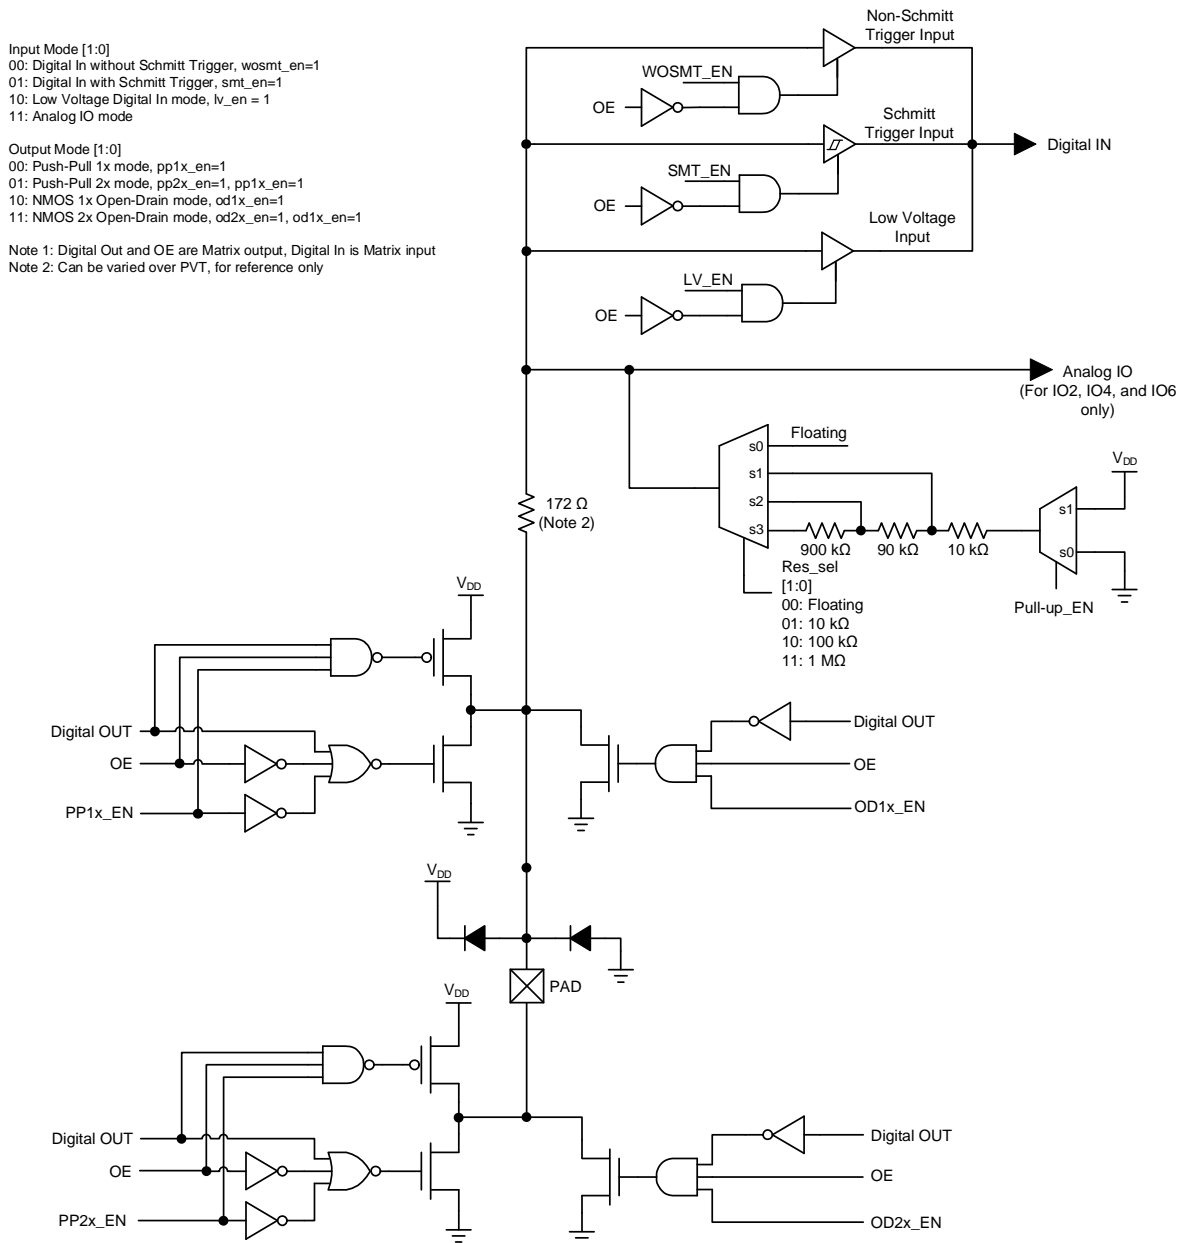 Input Mode [1:0]
00: Digital In without Schmitt Trigger, wosmt_en=1
01: Digital In with Schmitt Trigger, smt_en=1
10: Low Voltage Digital In mode, lv_en = 1
11: Analog IO mode
Output Mode [1:0]
00: Push-Pull 1x mode, pp1x_en=1
01: Push-Pull 2x mode, pp2x_en=1, pp1x_en=1
10: NMOS 1x Open-Drain mode, od1x_en=1
11: NMOS 2x Open-Drain mode, od2x_en=1, od1x_en=1
Note 1: Digital Out and OE are Matrix output, Digital In is Matrix input
Note 2: Can be varied over PVT, for reference only
Non-Schmitt
Trigger Input
WOSMT_EN
OE
Schmitt
Trigger Input
Digital IN
SMT_EN
OE
Low Voltage
Input
LV_EN
OE
Analog IO
(For IO2, IO4, and IO6
only)
Floating
s0
s1
s2
s3
VDD
s1
s0
172 Ω
(Note 2)
900 kΩ
90 kΩ
10 kΩ
Res_sel
[1:0]
00: Floating
01: 10 kΩ
10: 100 kΩ
11: 1 MΩ
Pull-up_EN
VDD
Digital OUT
OE
PP1x_EN
Digital OUT
OE
OD1x_EN
VDD
PAD
VDD
Digital OUT
OE
PP2x_EN
Digital OUT
OE
OD2x_EN